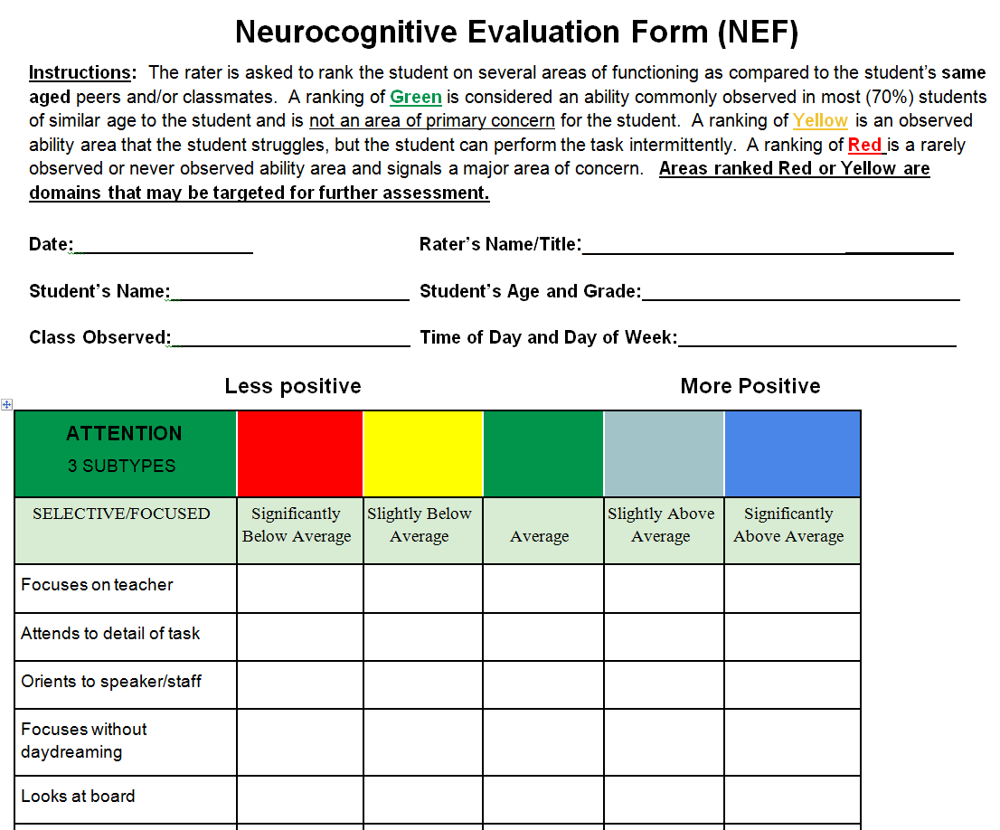 Neurocognitive Evaluation Form (NEF)
Instructions:  The rater is asked to rank the student on several areas of functioning as compared to the student's same
aged peers and/or classmates.  A ranking of Green is considered an ability commonly observed in most (70%) students
of similar age to the student and is not an area of primary concern for the student.  A ranking of Yellow is an observed
ability area that the student struggles, but the student can perform the task intermittently.  A ranking of Red is a rarely
observed or never observed ability area and signals a major area of concern.   Areas ranked Red or Yellow are
domains that may be targeted for further assessment.
Date:__________________ Rater's Name/Title:______________________________
Student's Name:________________________ Student's Age and Grade:______________________________
Class Observed:________________________ Time of Day and Day of Week:____________________________
Less positive More Positive
ATTENTION
3 SUBTYPES
SELECTIVE/FOCUSED
Significantly
Below Average
Slightly Below
Average
Average
Slightly Above
Average
Significantly
Above Average
Focuses on teacher
Attends to detail of task
Orients to speaker/staff
Focuses without
daydreaming
Looks at board